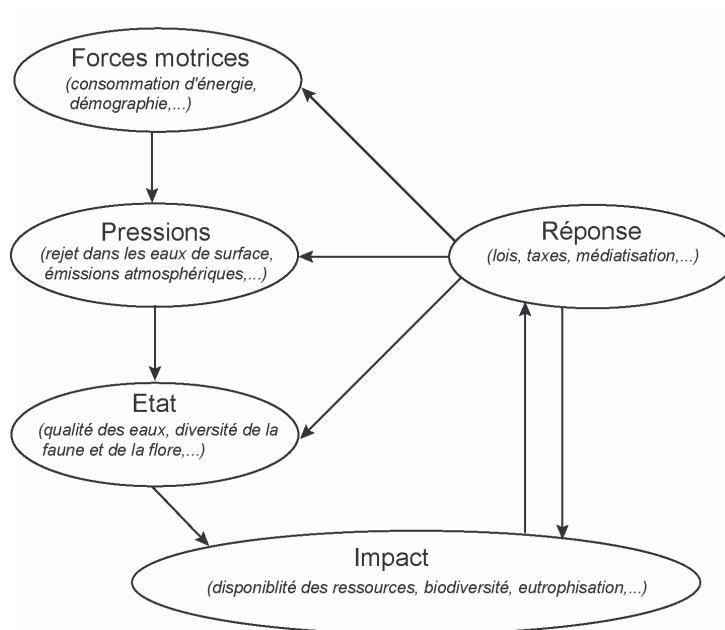 Forces motrices
(consommation d'énergie,
démographie,...)
Pressions
(rejet dans les eaux de surface,
émissions atmosphériques,...)
Réponse
(lois, taxes, médiatisation,...)
Etat
(qualité des eaux, diversité de la
faune et de la flore,...)
Impact
(disponiblité des ressources, biodiversité, eutrophisation,...)